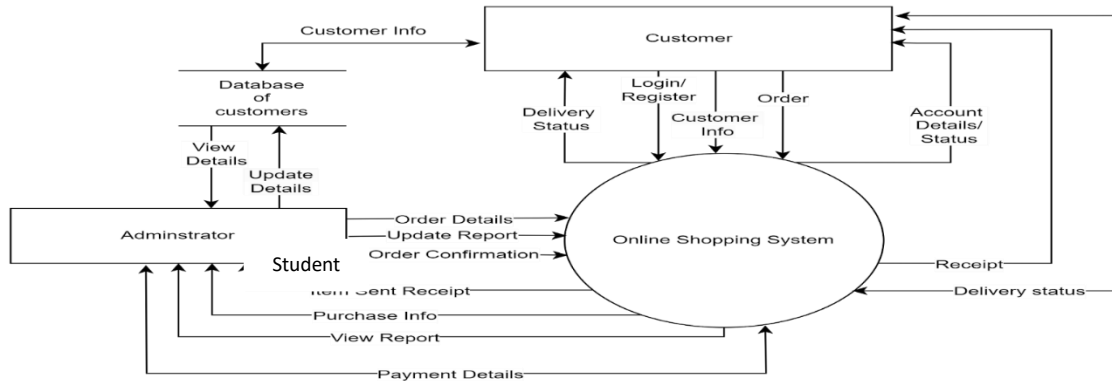 Customer Info
Customer
Database
of
customers
Delivery
Status
Login/
Register
Customer
Info
Order
Account
Details/
Status
View
Details
Update
Details
Adminstrator
Order Details
Update Report
Order Confirmation
Student
Online Shopping System
Receipt
Item Sent Receipt
Delivery status
Purchase Info
View Report
Payment Details